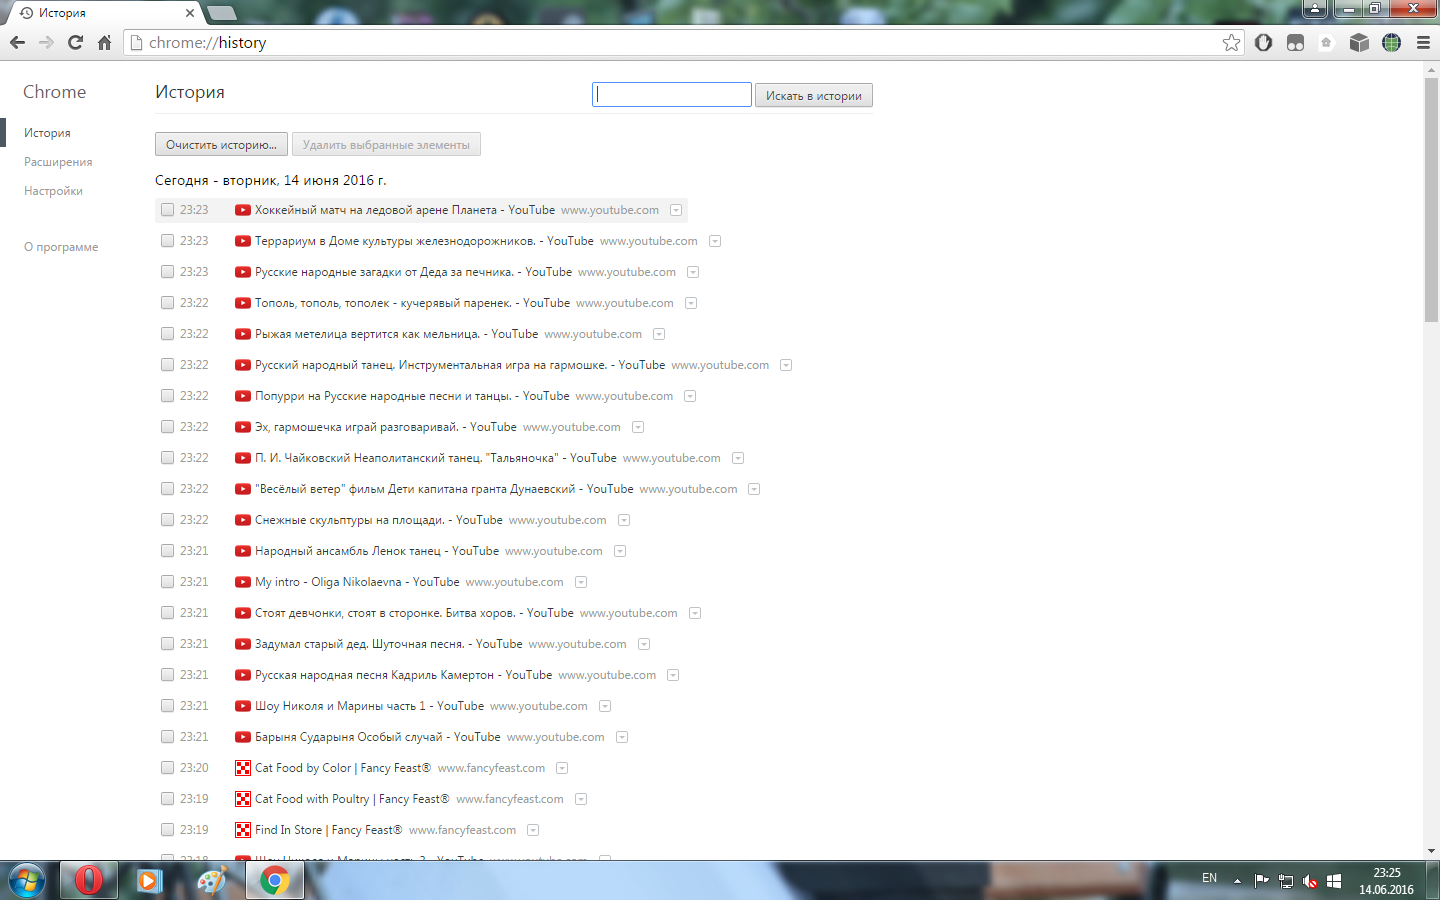 История
chrome://history
Chrome
История
Искать в истории
История
Расширения
Настройки
О программе
Очистить историю...
Удалить выбранные элементы
Сегодня - вторник, 14 июня 2016 г.
23:23 Хоккейный матч на ледовой арене Планета - YouTube www.youtube.com
23:23 Террариум в Доме культуры железнодорожников. - YouTube www.youtube.com
23:23 Русские народные загадки от Деда за печника. - YouTube www.youtube.com
23:22 Тополь, тополь, тополек - кучерявый паренек. - YouTube www.youtube.com
23:22 Рыжая метелица вертится как мельница. - YouTube www.youtube.com
23:22 Русский народный танец. Инструментальная игра на гармошке. - YouTube www.youtube.com
23:22 Попурри на Русские народные песни и танцы. - YouTube www.youtube.com
23:22 Эх, гармошечка играй разговаривай. - YouTube www.youtube.com
23:22 П. И. Чайковский Неаполитанский танец. "Тальяночка" - YouTube www.youtube.com
23:22 "Весёлый ветер" фильм Дети капитана гранта Дунаевский - YouTube www.youtube.com
23:22 Снежные скульптуры на площади. - YouTube www.youtube.com
23:21 Народный ансамбль Ленок танец - YouTube www.youtube.com
23:21 My intro - Oliga Nikolaevna - YouTube www.youtube.com
23:21 Стоят девчонки, стоят в сторонке. Битва хоров. - YouTube www.youtube.com
23:21 Задумал старый дед. Шуточная песня. - YouTube www.youtube.com
23:21 Русская народная песня Кадриль Камертон - YouTube www.youtube.com
23:21 Шоу Николя и Марины часть 1 - YouTube www.youtube.com
23:21 Барыня Сударыня Особый случай - YouTube www.youtube.com
23:20 Cat Food by Color | Fancy Feast® www.fancyfeast.com
23:19 Cat Food with Poultry | Fancy Feast® www.fancyfeast.com
23:19 Find In Store | Fancy Feast® www.fancyfeast.com
EN
23:25
14.06.2016